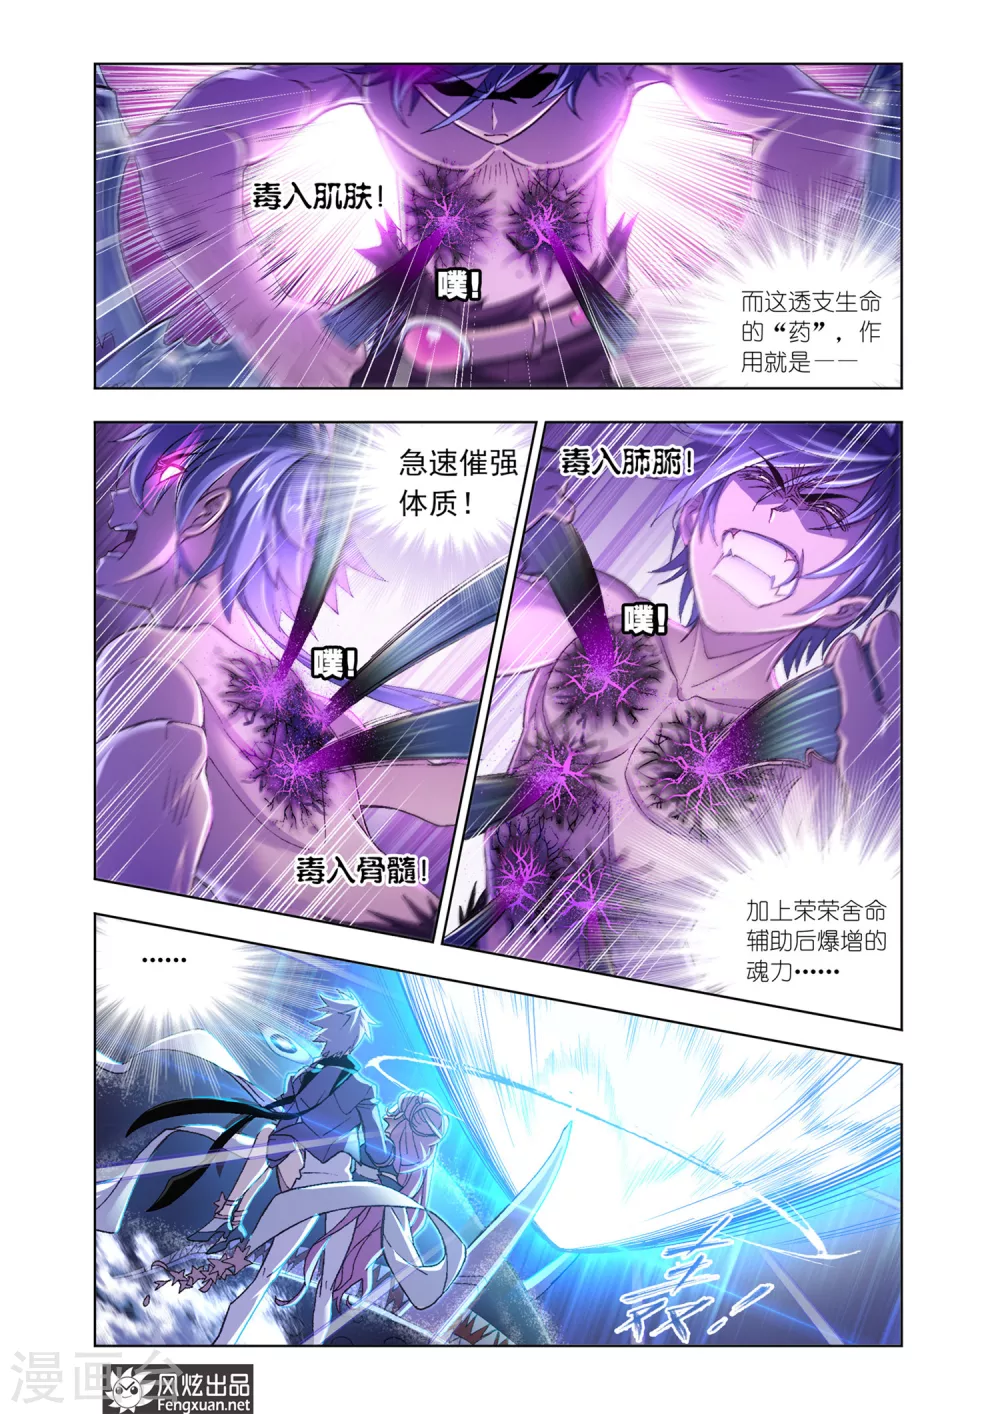 毒入肌肤！
噗！
而这透支生命
的“药”，作
用就是——
急速催强
体质！
噗！
毒入骨髓！
毒入肺腑！
噗！
加上荣荣舍命
辅助后爆增的
魂力……
……
轰！
漫画台
风炫出品
Fengxuan.net